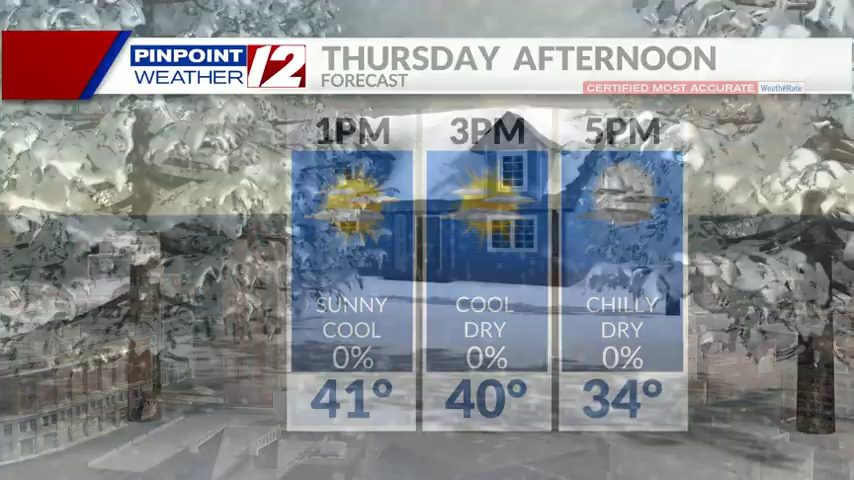 PINPOINT
WEATHER 12
THURSDAY AFTERNOON
FORECAST
CERTIFIED MOST ACCURATE WeatheRate
1PM 3PM 5PM
SUNNY COOL CHILLY
COOL DRY DRY
0% 0% 0%
41° 40° 34°